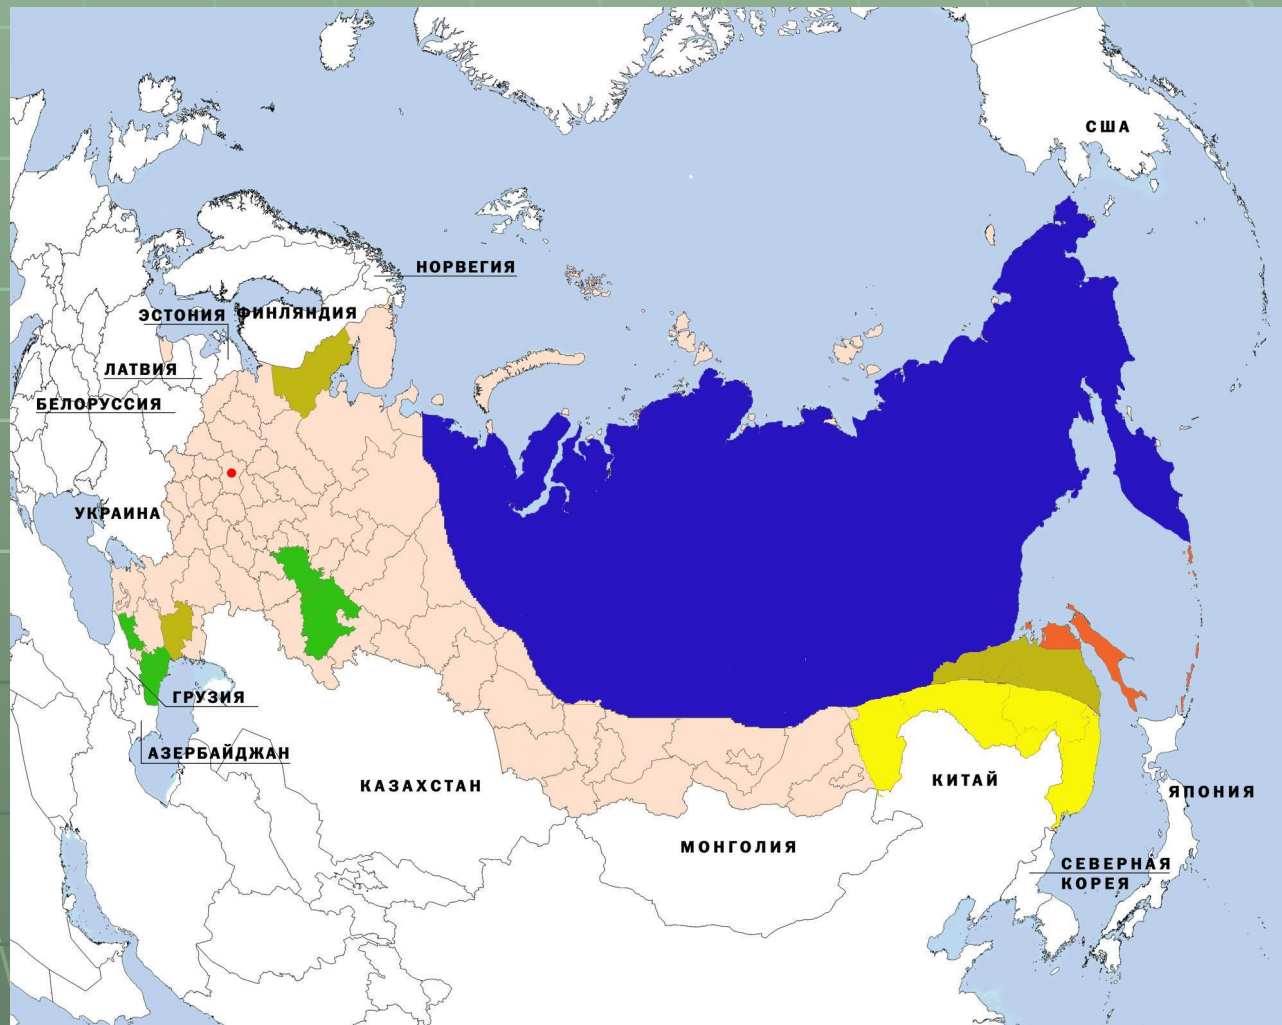 США
НОРВЕГИЯ
ЭСТОНИЯ
ФИНЛЯНДИЯ
ЛАТВИЯ
БЕЛОРУССИЯ
УКРАИНА
ГРУЗИЯ
АЗЕРБАЙДЖАН
КАЗАХСТАН
КИТАЙ
ЯПОНИЯ
МОНГОЛИЯ
СЕВЕРНАЯ
КОРЕЯ